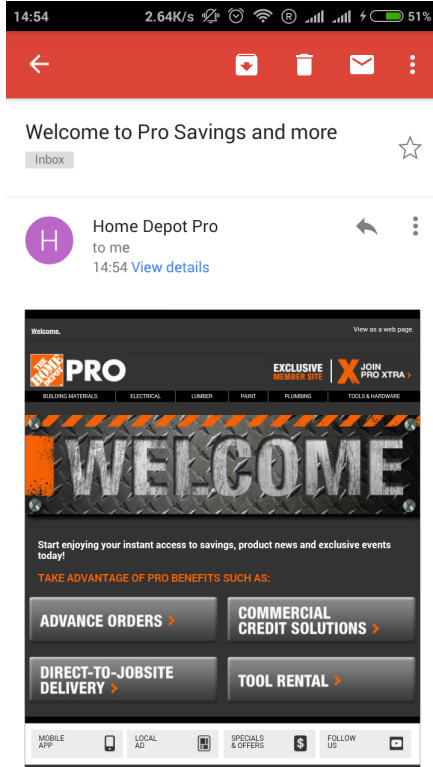 14:54 2.64K/s R 51%
Welcome to Pro Savings and more
Inbox
H
Home Depot Pro
to me
14:54 View details
Welcome.
View as a web page.
THE HOME DEPOT
PRO
EXCLUSIVE
MEMBER SITE
X JOIN
PRO XTRA >
BUILDING MATERIALS ELECTRICAL LUMBER PAINT PLUMBING TOOLS & HARDWARE
WELCOME
Start enjoying your instant access to savings, product news and exclusive events
today!
TAKE ADVANTAGE OF PRO BENEFITS SUCH AS:
ADVANCE ORDERS >
COMMERCIAL
CREDIT SOLUTIONS >
DIRECT-TO-JOBSITE
DELIVERY >
TOOL RENTAL >
MOBILE
APP
LOCAL
AD
SPECIALS
& OFFERS
$
FOLLOW
US